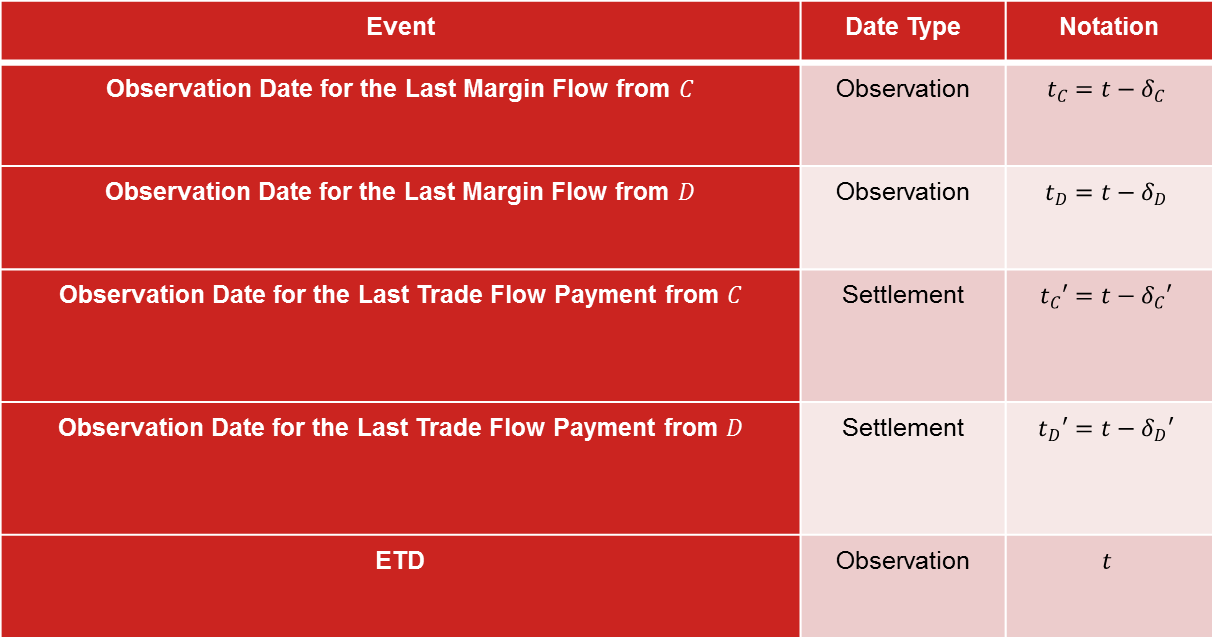 Event Date Type Notation
Observation Date for the Last Margin Flow from 𝐶 Observation 𝑡_𝐶 = 𝑡 − 𝛿_𝐶
Observation Date for the Last Margin Flow from 𝐷 Observation 𝑡_𝐷 = 𝑡 − 𝛿_𝐷
Observation Date for the Last Trade Flow Payment from 𝐶 Settlement 𝑡_𝐶′ = 𝑡 − 𝛿_𝐶′
Observation Date for the Last Trade Flow Payment from 𝐷 Settlement 𝑡_𝐷′ = 𝑡 − 𝛿_𝐷′
ETD Observation 𝑡